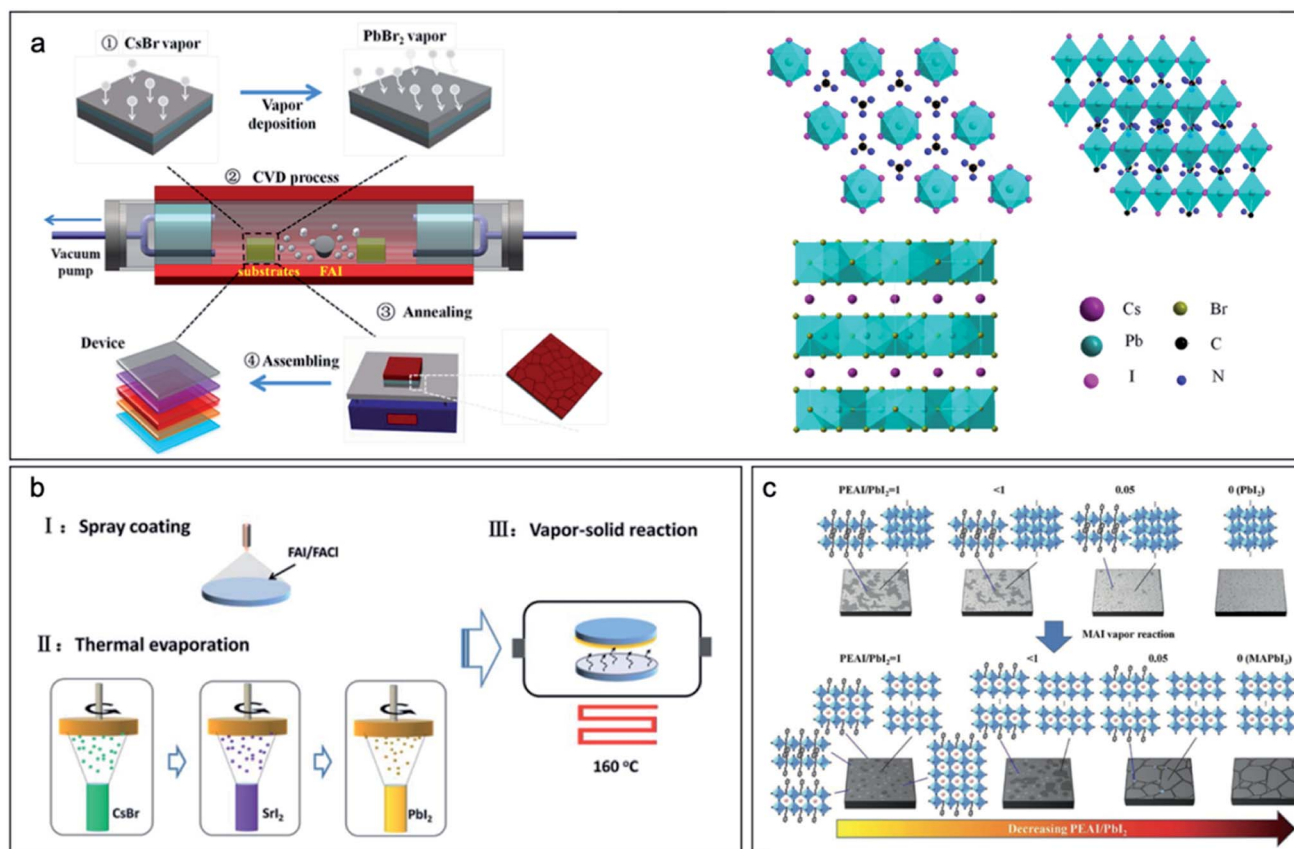 a
① CsBr vapor
PbBr₂ vapor
Vapor
deposition
② CVD process
Vacuum
pump
substrates
FAI
③ Annealing
Device
④ Assembling
Cs
Br
Pb
C
I
N
b
Ⅰ： Spray coating
FAI/FACl
Ⅱ： Thermal evaporation
CsBr
SrI₂
PbI₂
Ⅲ： Vapor-solid reaction
160 °C
c
PEAI/PbI₂=1
<1
0.05
0 (PbI₂)
MAI vapor reaction
PEAI/PbI₂=1
<1
0.05
0 (MAPbI₃)
Decreasing PEAI/PbI₂